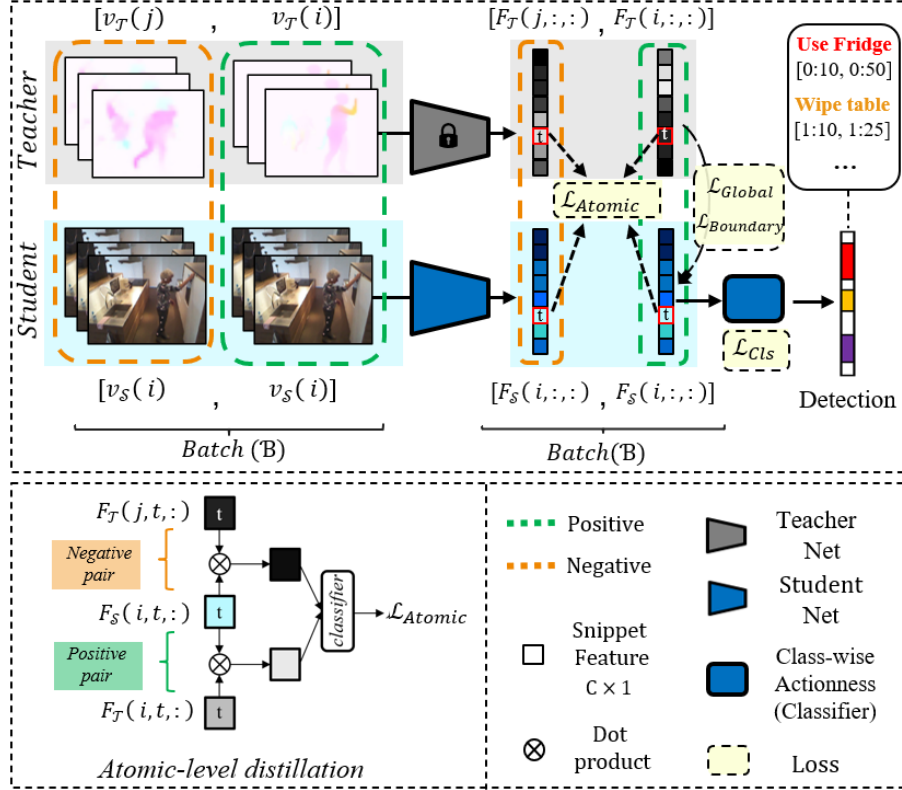 [v_𝒯(j) , v_𝒯(i)]
[F_𝒯(j,:,:) , F_𝒯(i,:,:)]
Teacher
t
t
ℒ_Atomic
ℒ_Global
ℒ_Boundary
Use Fridge
[0:10, 0:50]
Wipe table
[1:10, 1:25]
...
Student
t
t
ℒ_Cls
[v_𝒮(i) , v_𝒮(i)]
[F_𝒮(i,:,:) , F_𝒮(i,:,:)]
Detection
Batch (ℬ)
Batch(ℬ)
F_𝒯(j,t,:)
t
Negative
pair
F_𝒮(i,t,:)
t
classifier
ℒ_Atomic
Positive
pair
F_𝒯(i,t,:)
t
Atomic-level distillation
Positive
Negative
Snippet
Feature
C × 1
Dot
product
Teacher
Net
Student
Net
Class-wise
Actionness
(Classifier)
Loss